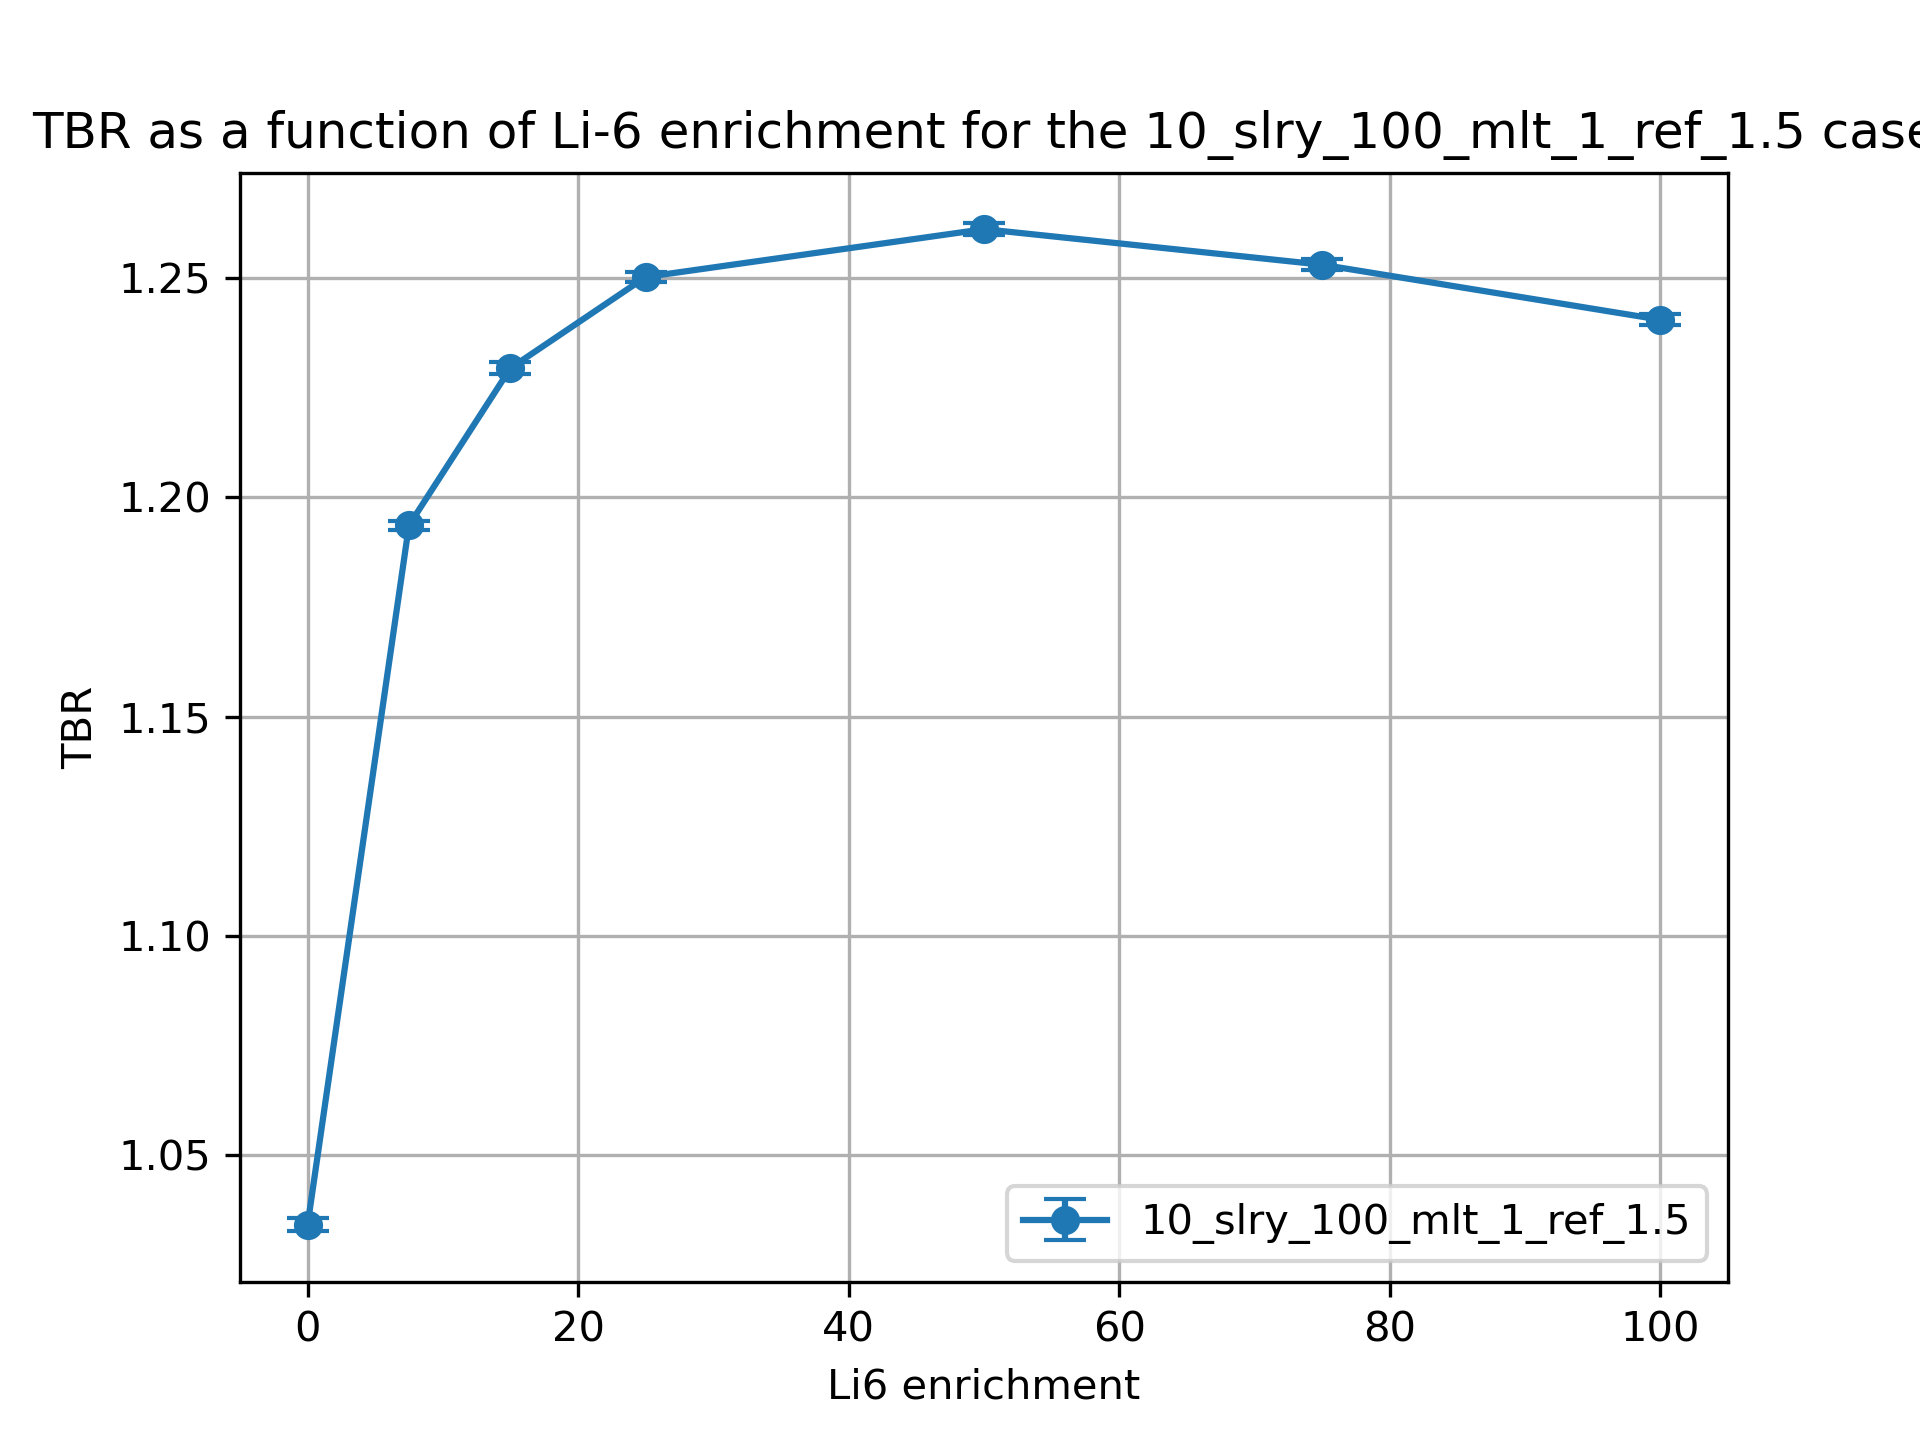 TBR as a function of Li-6 enrichment for the 10_slry_100_mlt_1_ref_1.5 case
1.25
1.20
1.15
1.10
1.05
TBR
10_slry_100_mlt_1_ref_1.5
0 20 40 60 80 100
Li6 enrichment